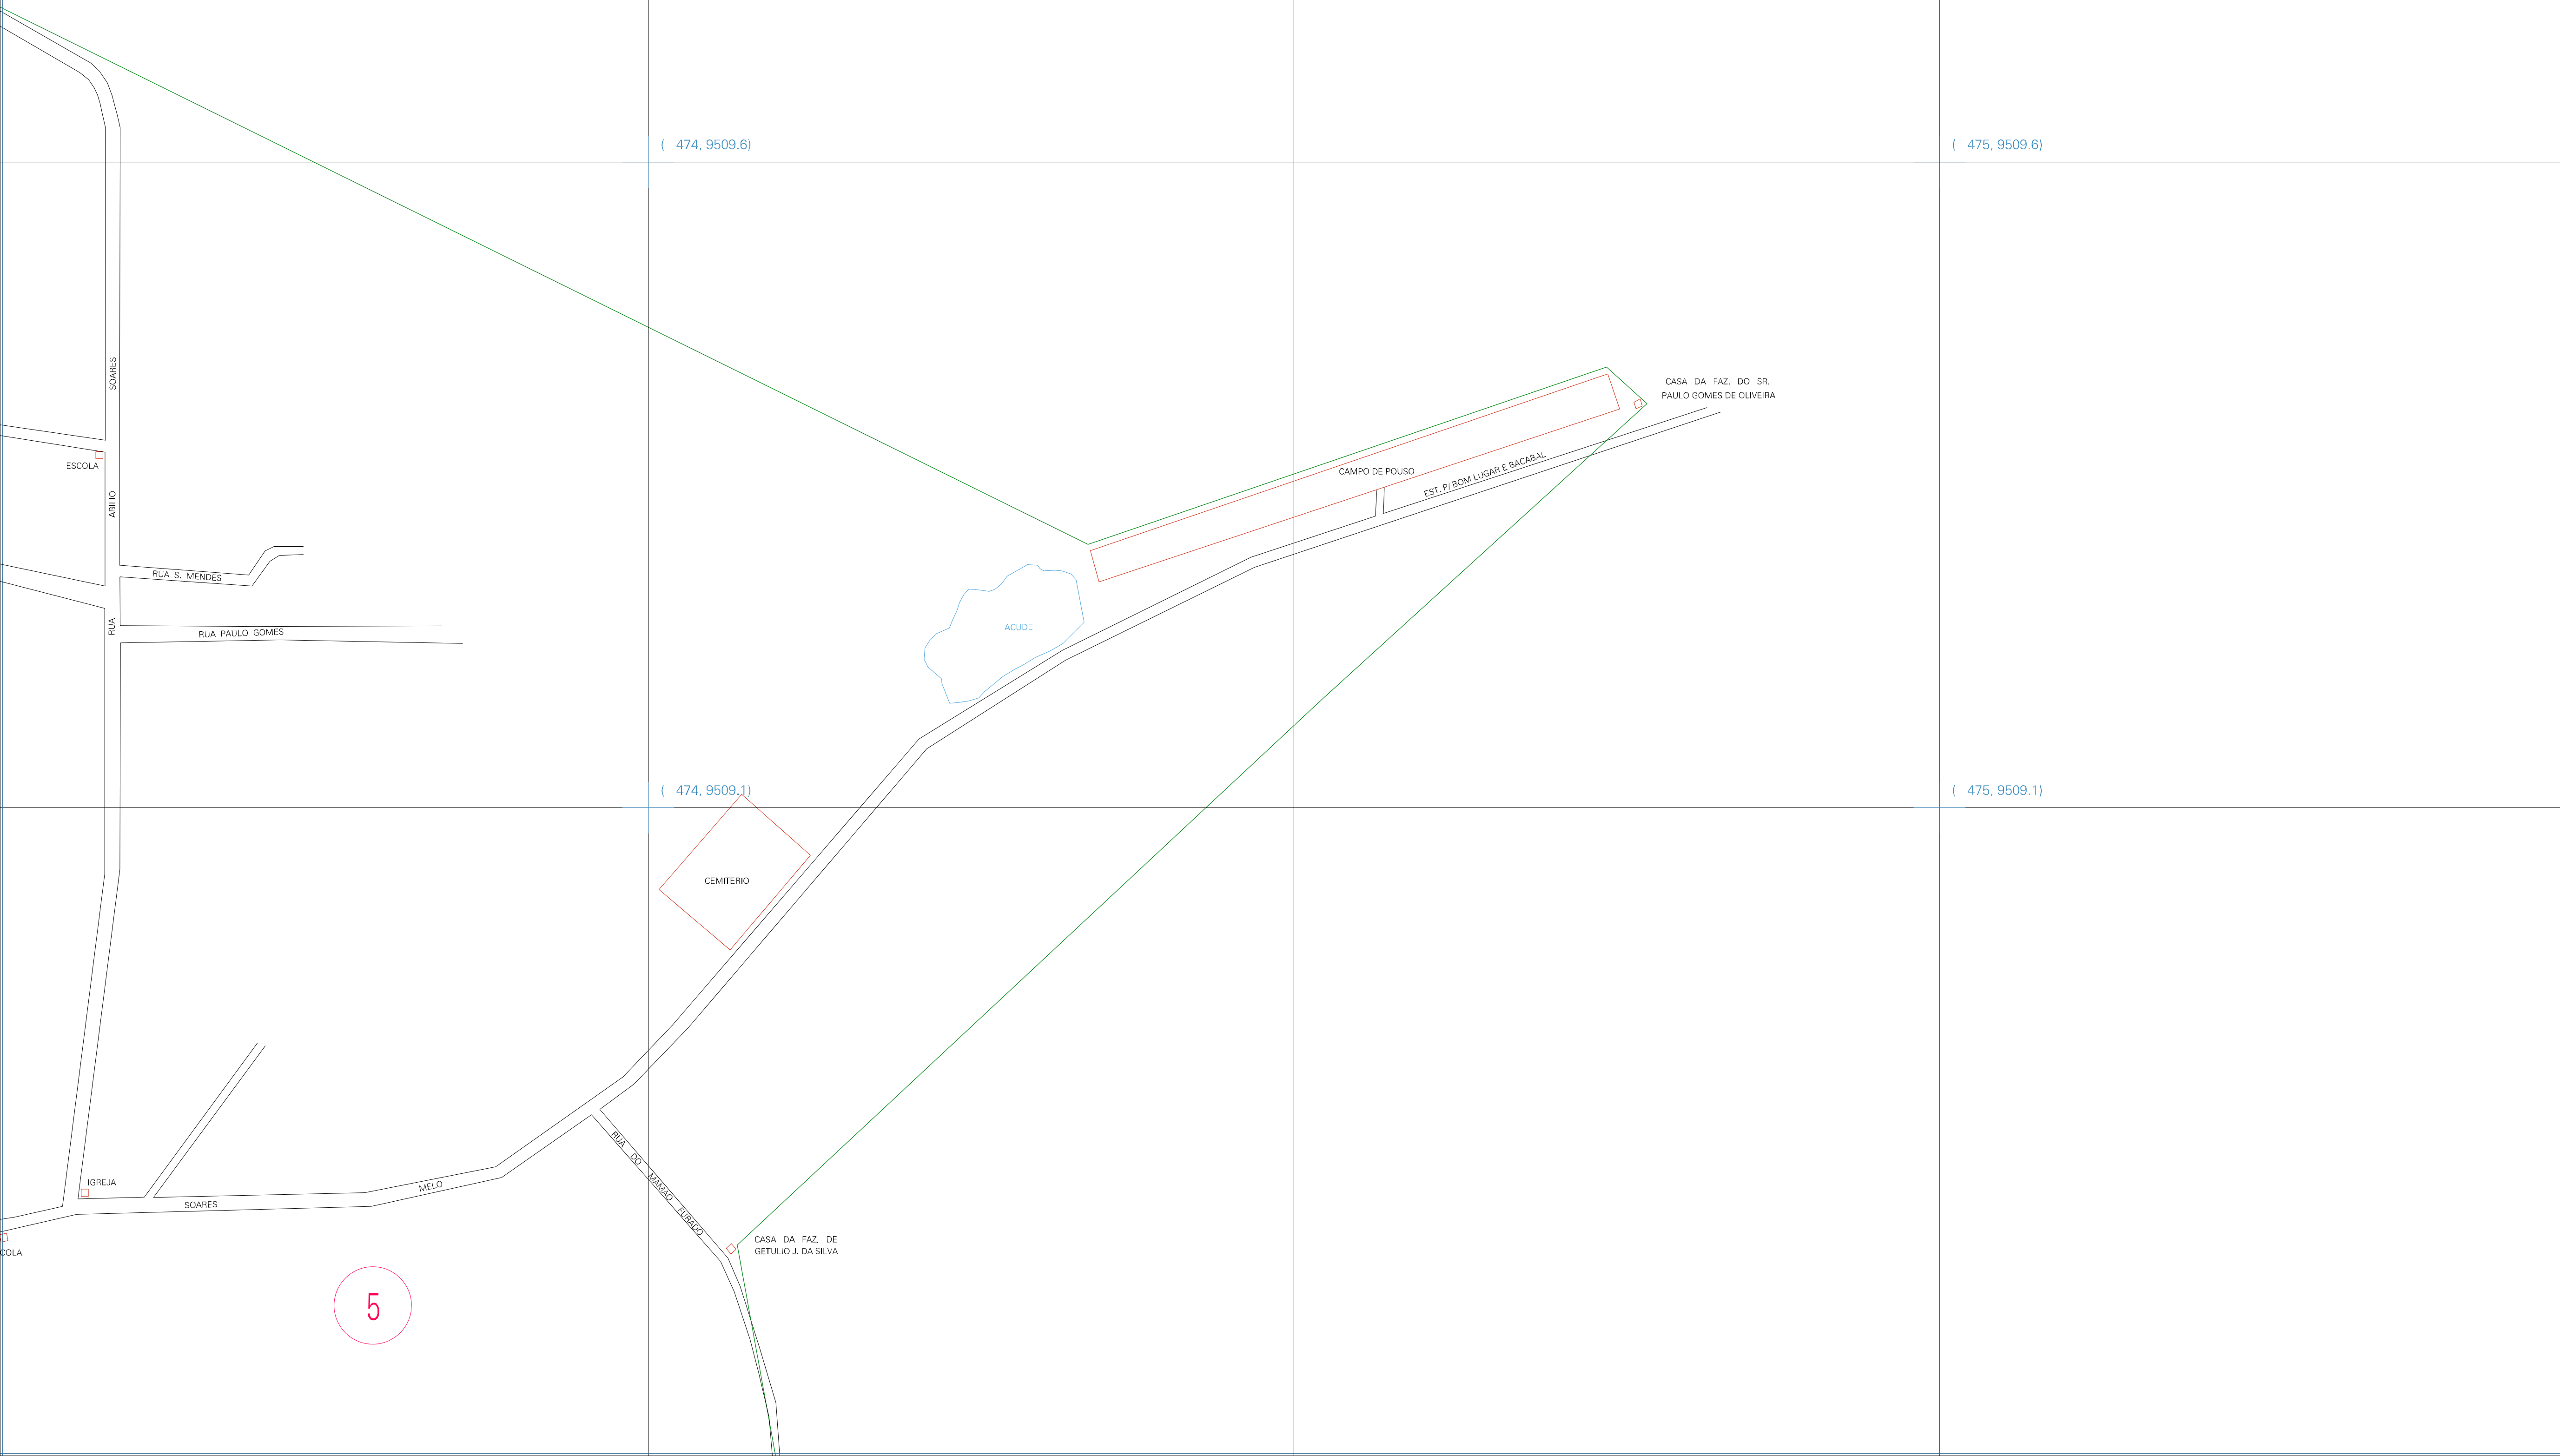 ( 474, 9509.6)
( 475, 9509.6)
SOARES
CASA DA FAZ. DO SR.
PAULO GOMES DE OLIVEIRA
ESCOLA
CAMPO DE POUSO
EST. P/ BOM LUGAR E BACABAL
ABILIO
RUA S. MENDES
RUA
RUA PAULO GOMES
ACUDE
( 474, 9509.1)
( 475, 9509.1)
CEMITERIO
RUA DO MAMAO FURADO
IGREJA
MELO
SOARES
COLA
CASA DA FAZ. DE
GETULIO J. DA SILVA
5